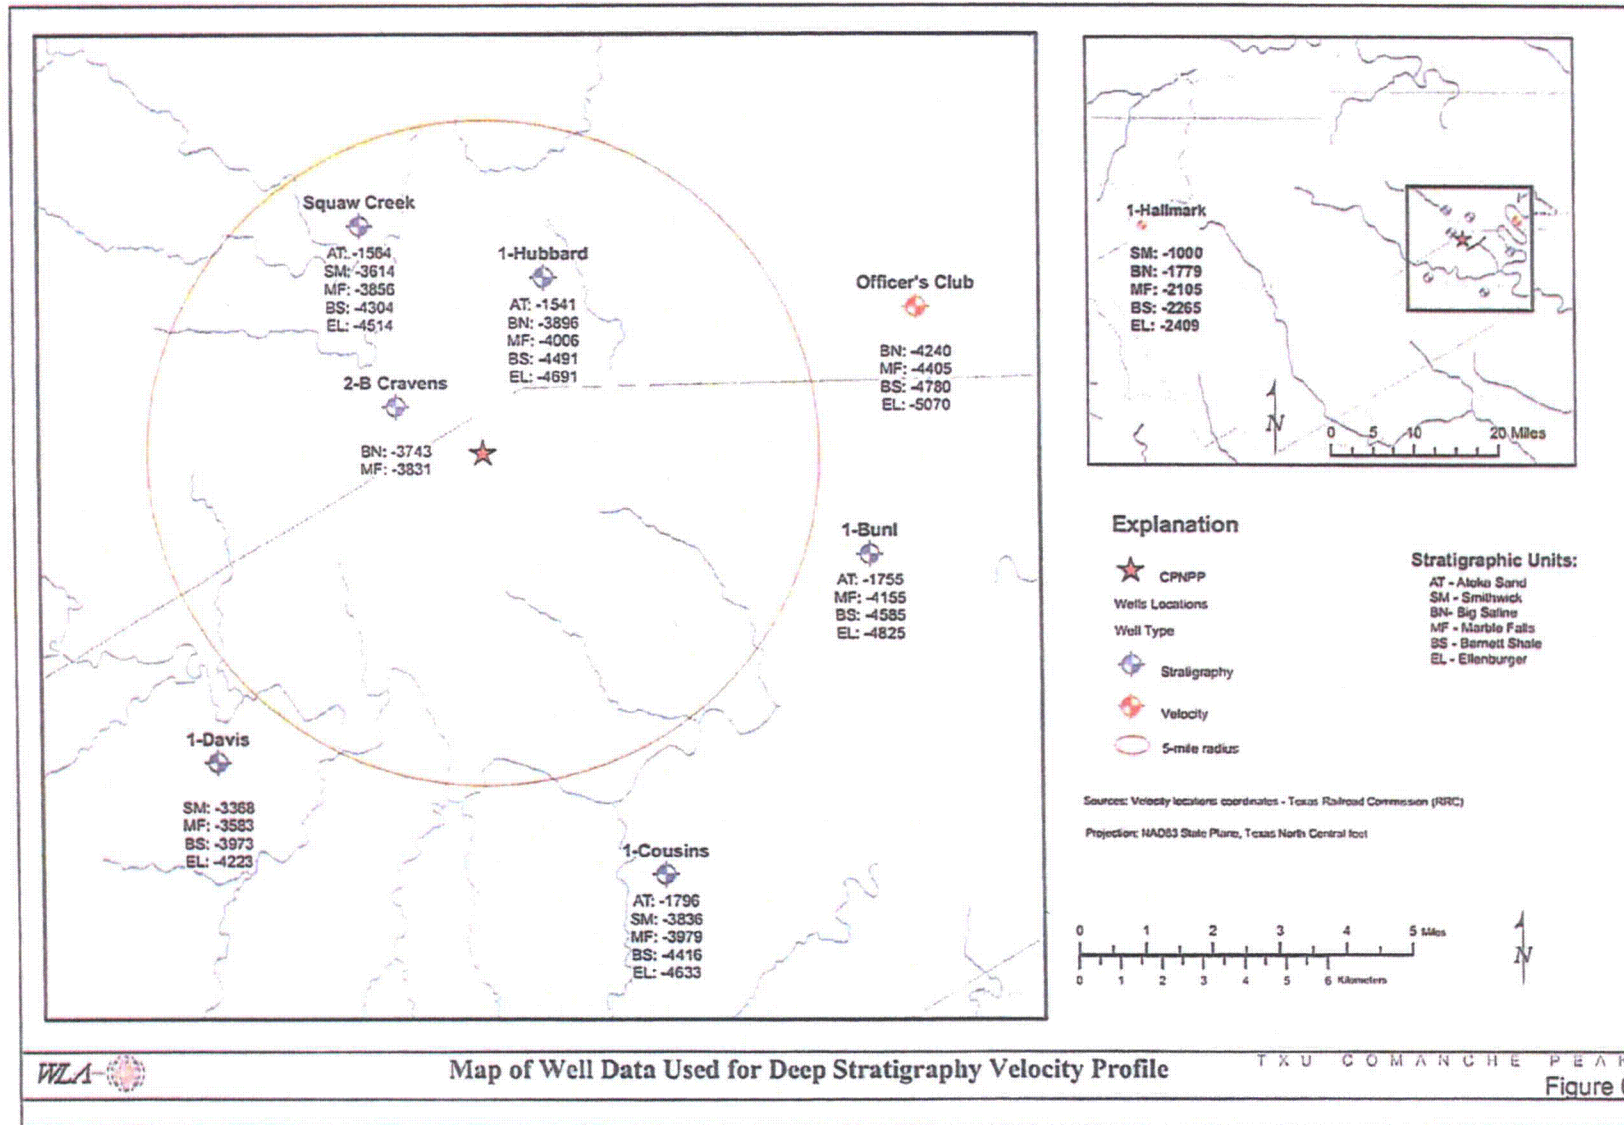 Squaw Creek
AT: -1564
SM: -3614
MF: -3856
BS: -4304
EL: -4514
1-Hubbard
AT: -1541
BN: -3896
MF: -4006
BS: -4491
EL: -4691
Officer's Club
BN: -4240
MF: -4405
BS: -4780
EL: -5070
2-B Cravens
BN: -3743
MF: -3831
1-Bunl
AT: -1755
MF: -4155
BS: -4585
EL: -4825
1-Davis
SM: -3368
MF: -3583
BS: -3973
EL: -4223
1-Cousins
AT: -1796
SM: -3836
MF: -3979
BS: -4416
EL: -4633
1-Hallmark
SM: -1000
BN: -1779
MF: -2105
BS: -2265
EL: -2409
N
0 5 10 20 Miles
Explanation
CPNPP
Wells Locations
Well Type
Stratigraphy
Velocity
5-mile radius
Stratigraphic Units:
AT - Atoka Sand
SM - Smithwick
BN- Big Saline
MF - Marble Falls
BS - Barnett Shale
EL - Ellenburger
Sources: Velocity locations coordinates - Texas Railroad Commission (RRC)
Projection: NAD83 State Plane, Texas North Central feet
0 1 2 3 4 5 Miles
0 1 2 3 4 5 6 Kilometers
N
WLA
Map of Well Data Used for Deep Stratigraphy Velocity Profile
TXU COMANCHE PEAK
Figure